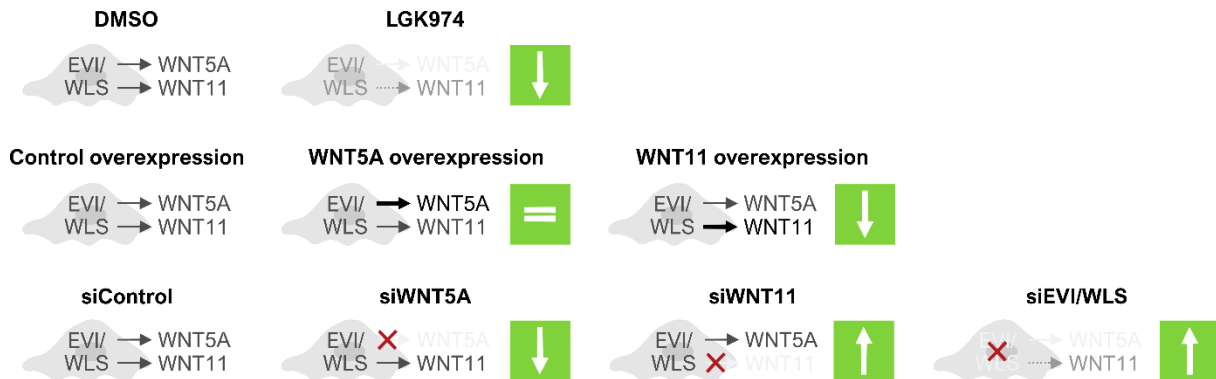 DMSO LGK974
EVI/ WNT5A EVI/ WNT5A
WLS WNT11 WLS WNT11
Control overexpression WNT5A overexpression WNT11 overexpression
EVI/ WNT5A EVI/ WNT5A EVI/ WNT5A
WLS WNT11 WLS WNT11 WLS WNT11
siControl siWNT5A siWNT11 siEVI/WLS
EVI/ WNT5A EVI/ WNT5A EVI/ WNT5A EVI/ WNT5A
WLS WNT11 WLS WNT11 WLS WNT11 WLS WNT11